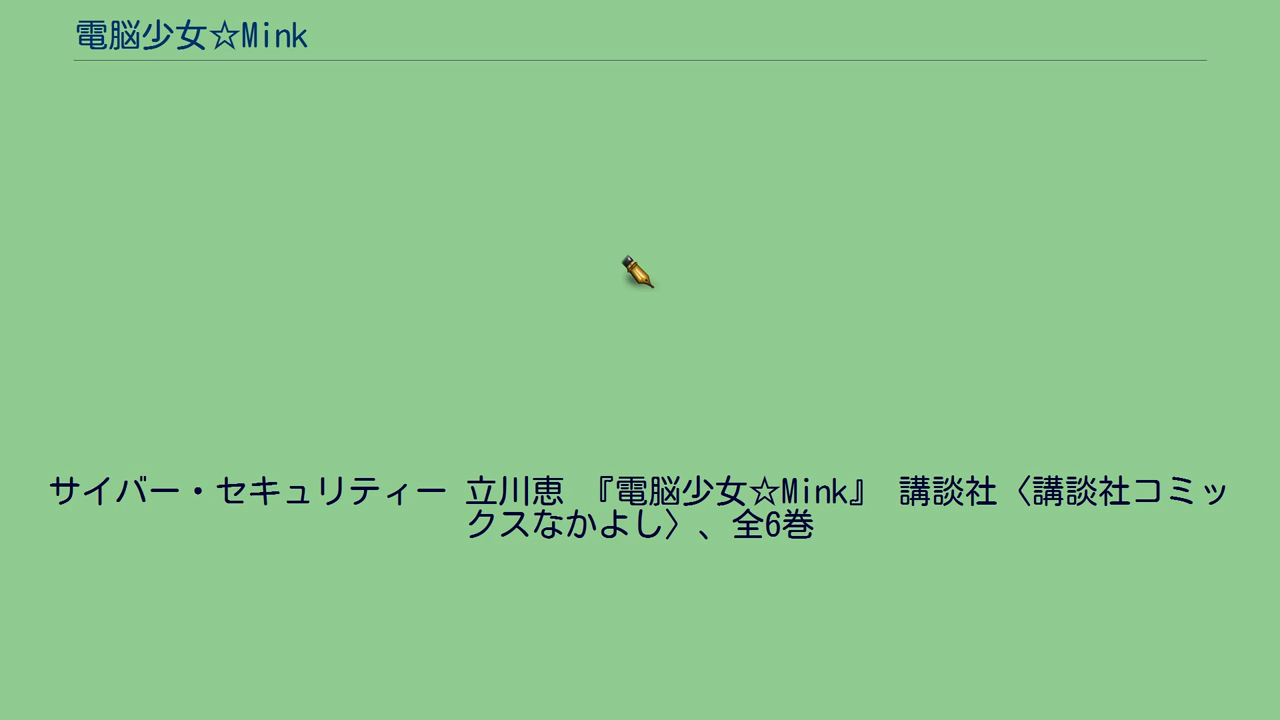 電脳少女☆Mink
サイバー・セキュリティー 立川恵 『電脳少女☆Mink』 講談社〈講談社コミッ
クスなかよし〉、全6巻